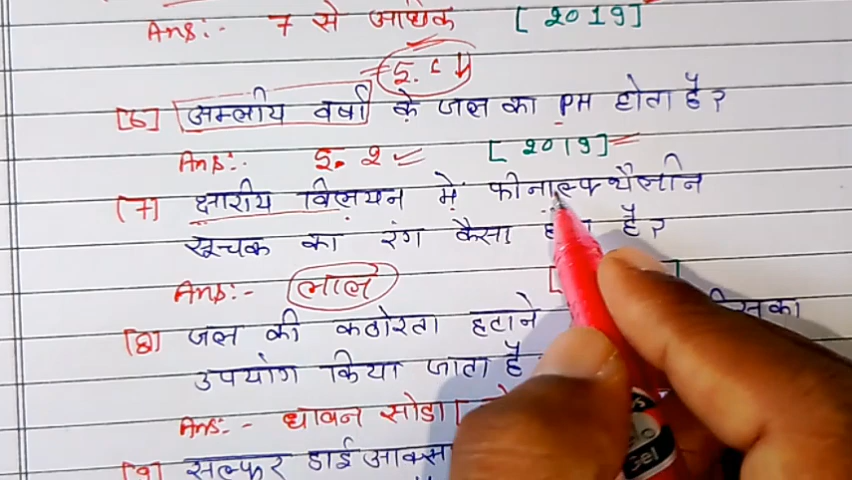 Ans:- 7 से अधिक [2019]
5.6
[6] अम्लीय वर्षा के जल का PH होता है?
Ans:. 5.2 [2019]
(7) क्षारीय विलयन में फीनाल्फथैलीन
सूचक का रंग कैसा है?
Ans:- लाल [
(8) जल की कठोरता हटाने
उपयोग किया जाता है
Ans:- धावन सोडा [
(9) सल्फर डाई आक्सा